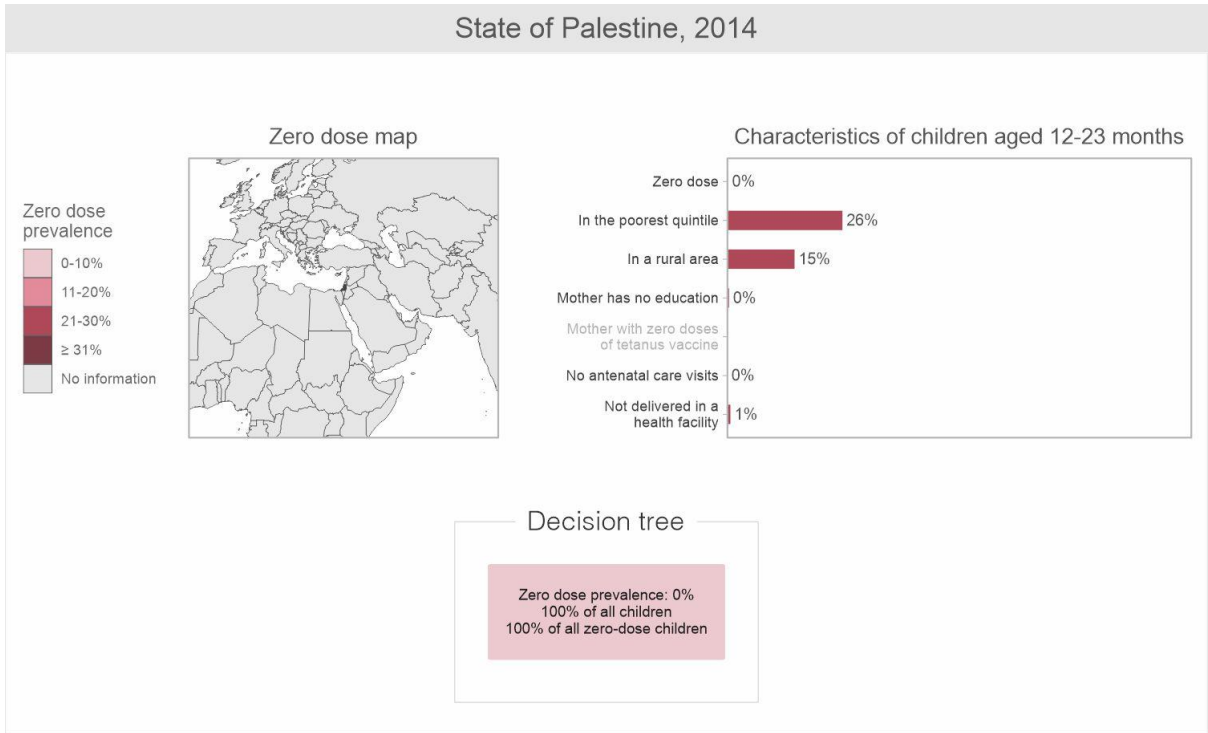 State of Palestine, 2014
Zero dose map
Zero dose
prevalence
0-10%
11-20%
21-30%
≥ 31%
No information
Characteristics of children aged 12-23 months
Zero dose
0%
In the poorest quintile
26%
In a rural area
15%
Mother has no education
0%
Mother with zero doses
of tetanus vaccine
No antenatal care visits
0%
Not delivered in a
health facility
1%
Decision tree
Zero dose prevalence: 0%
100% of all children
100% of all zero-dose children